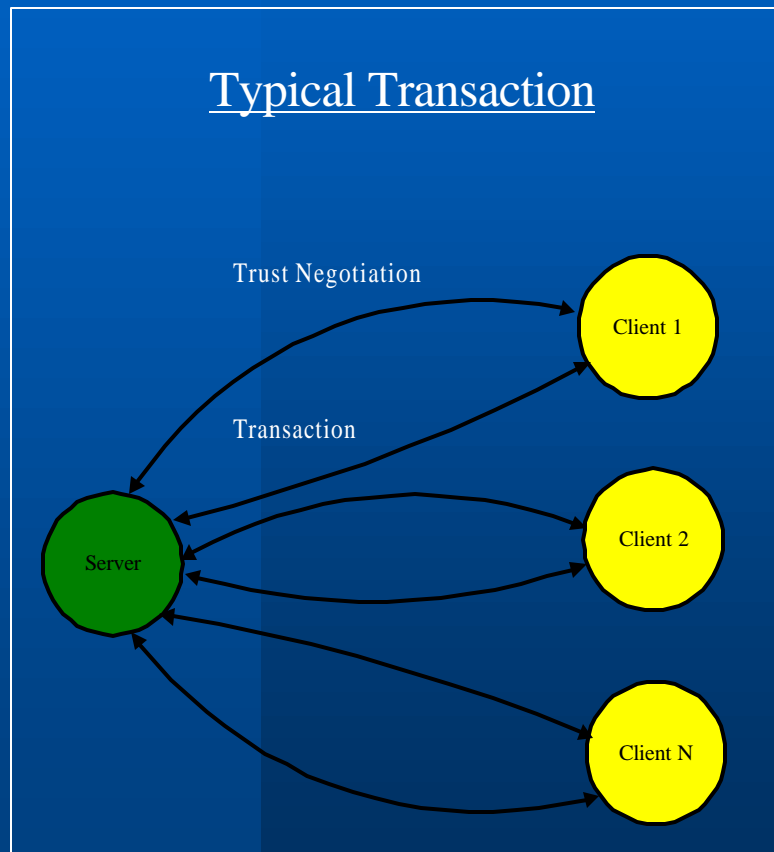 Typical Transaction
Trust Negotiation
Client 1
Transaction
Client 2
Server
Client N